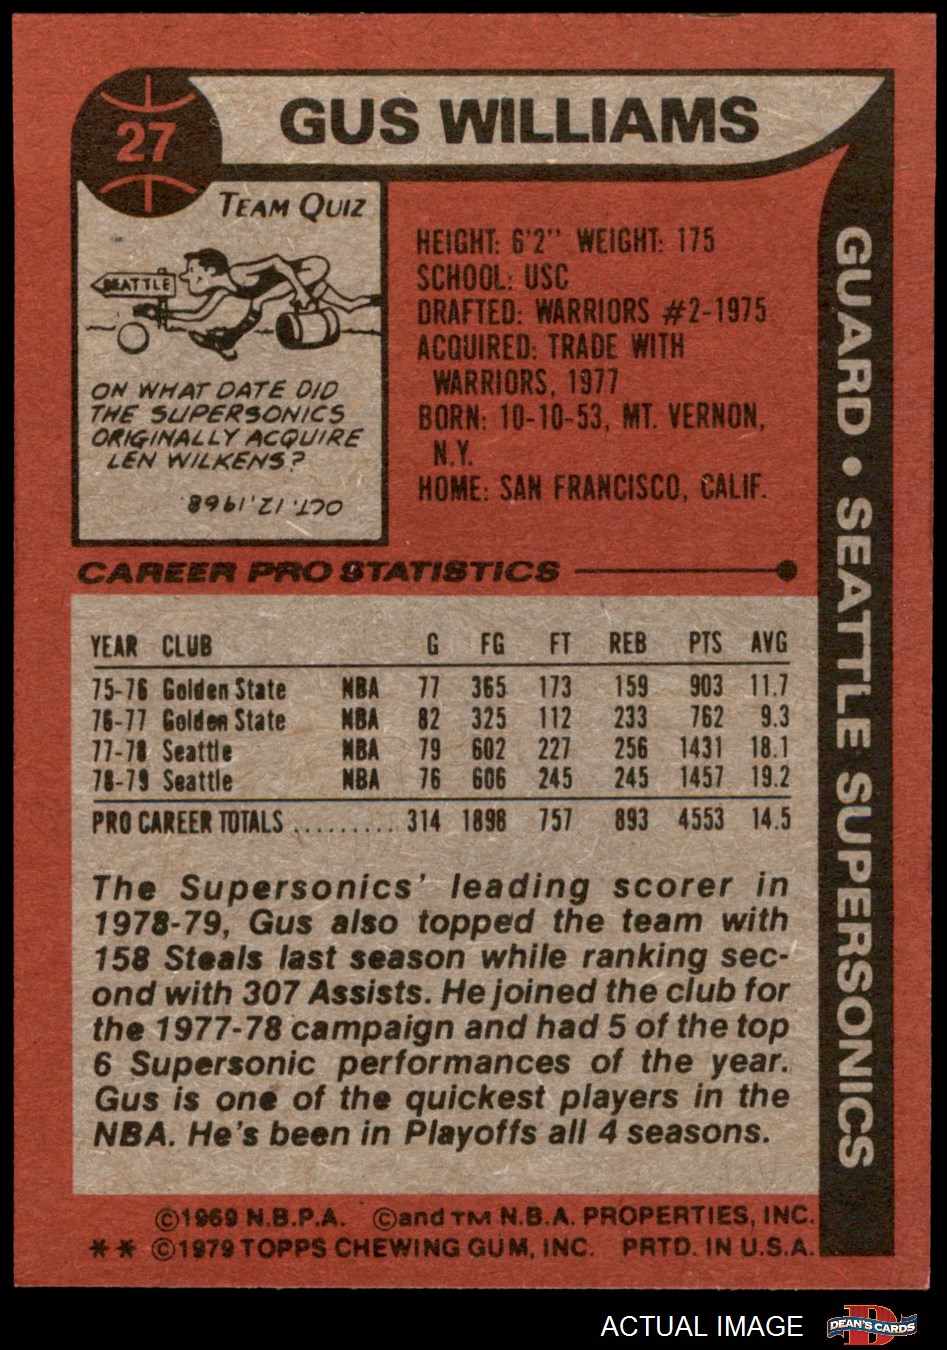 27
GUS WILLIAMS
TEAM QUIZ
SEATTLE
ON WHAT DATE DID
THE SUPERSONICS
ORIGINALLY ACQUIRE
LEN WILKENS?
OCT. 12, 1968.
HEIGHT: 6'2" WEIGHT: 175
SCHOOL: USC
DRAFTED: WARRIORS #2-1975
ACQUIRED: TRADE WITH
WARRIORS, 1977
BORN: 10-10-53, MT. VERNON,
N.Y.
HOME: SAN FRANCISCO, CALIF.
GUARD • SEATTLE SUPERSONICS
CAREER PRO STATISTICS
YEAR CLUB G FG FT REB PTS AVG
75-76 Golden State NBA 77 365 173 159 903 11.7
76-77 Golden State NBA 82 325 112 233 762 9.3
77-78 Seattle NBA 79 602 227 256 1431 18.1
78-79 Seattle NBA 76 606 245 245 1457 19.2
PRO CAREER TOTALS .......... 314 1898 757 893 4553 14.5
The Supersonics' leading scorer in
1978-79, Gus also topped the team with
158 Steals last season while ranking sec-
ond with 307 Assists. He joined the club for
the 1977-78 campaign and had 5 of the top
6 Supersonic performances of the year.
Gus is one of the quickest players in the
NBA. He's been in Playoffs all 4 seasons.
©1969 N.B.P.A. ©and TM N.B.A. PROPERTIES, INC.
** ©1979 TOPPS CHEWING GUM, INC. PRTD. IN U.S.A.
ACTUAL IMAGE
D
DEAN'S CARDS